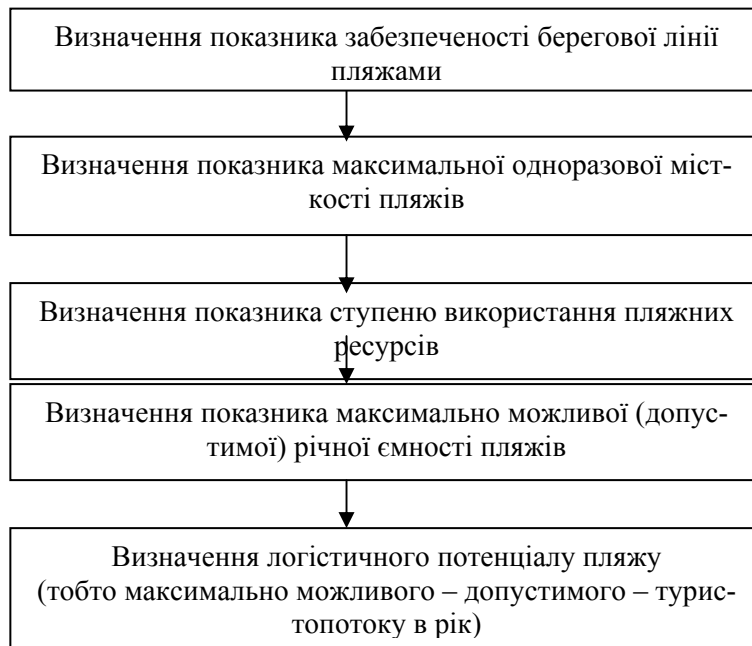 Визначення показника забезпеченості берегової лінії
пляжами
Визначення показника максимальної одноразової міст-
кості пляжів
Визначення показника ступеню використання пляжних
ресурсів
Визначення показника максимально можливої (допус-
тимої) річної ємності пляжів
Визначення логістичного потенціалу пляжу
(тобто максимально можливого – допустимого – турис-
топотоку в рік)